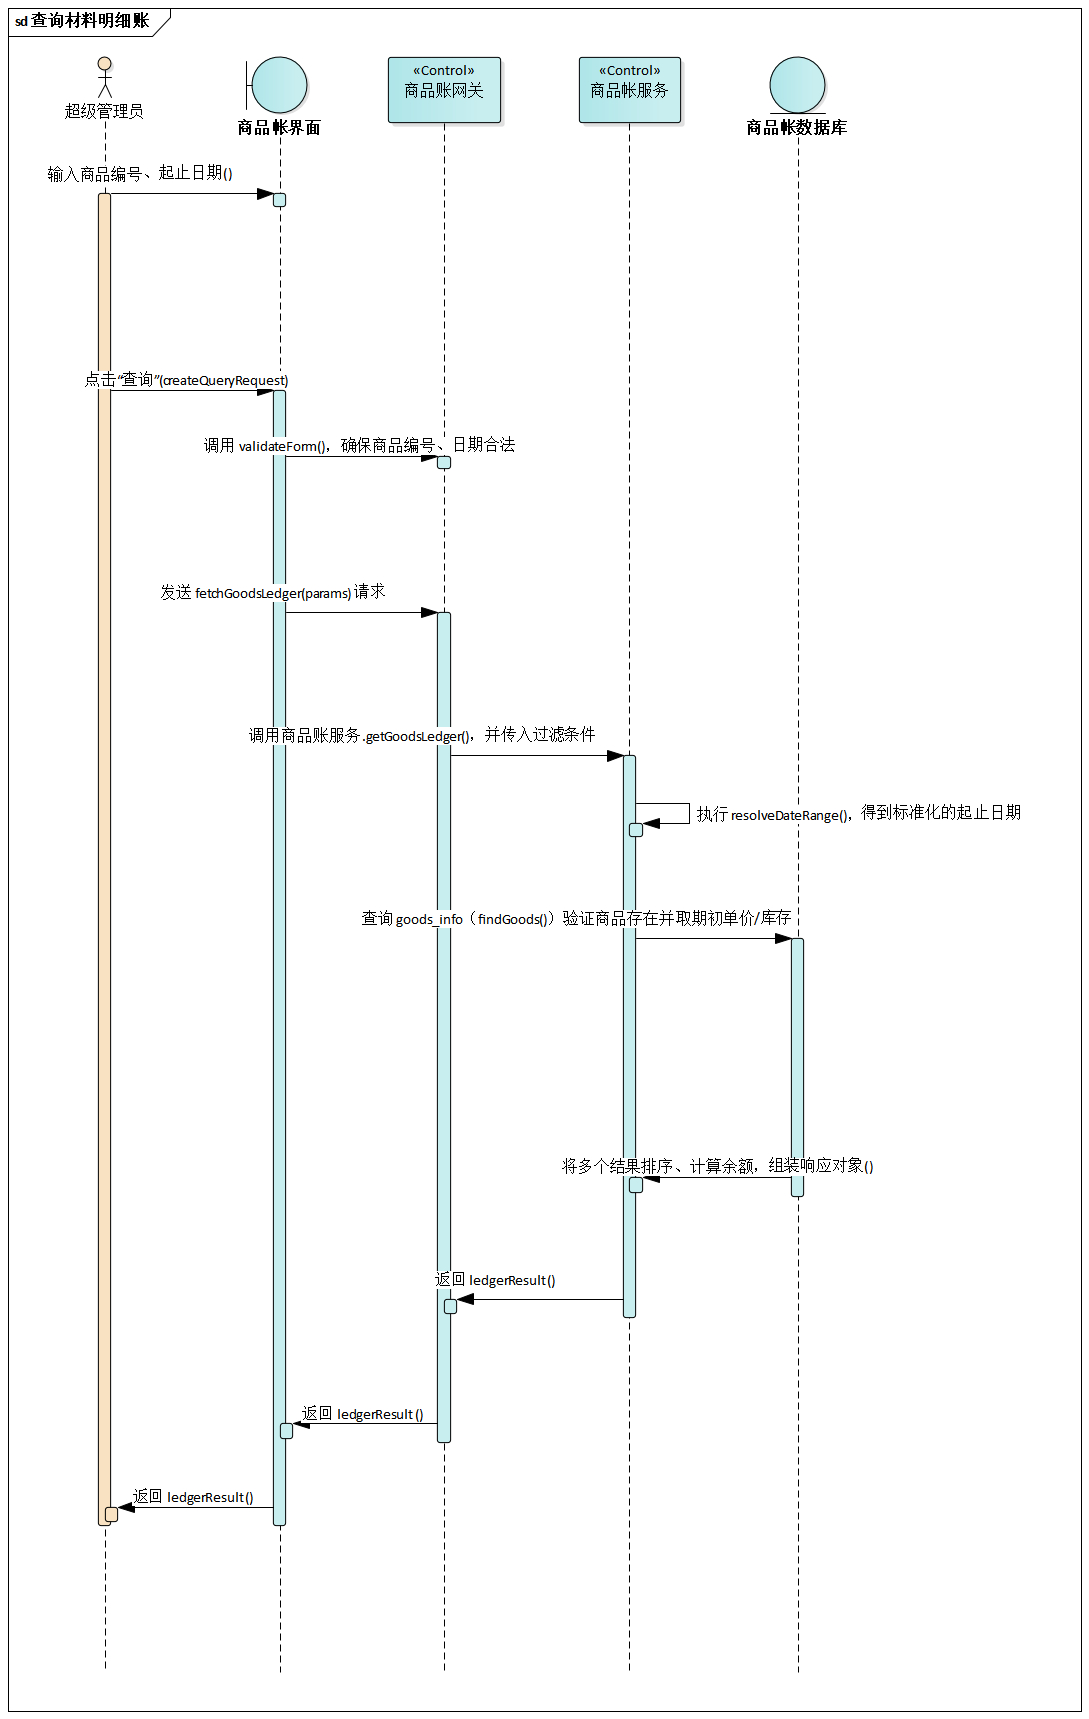 sd 查询材料明细账
超级管理员
商品帐界面
«Control»
商品账网关
«Control»
商品帐服务
商品帐数据库
输入商品编号、起止日期()
点击“查询”(createQueryRequest)
调用 validateForm()，确保商品编号、日期合法
发送 fetchGoodsLedger(params) 请求
调用商品账服务.getGoodsLedger()，并传入过滤条件
执行 resolveDateRange()，得到标准化的起止日期
查询 goods_info（findGoods()）验证商品存在并取期初单价/库存
将多个结果排序、计算余额，组装响应对象()
返回 ledgerResult()
返回 ledgerResult()
返回 ledgerResult()